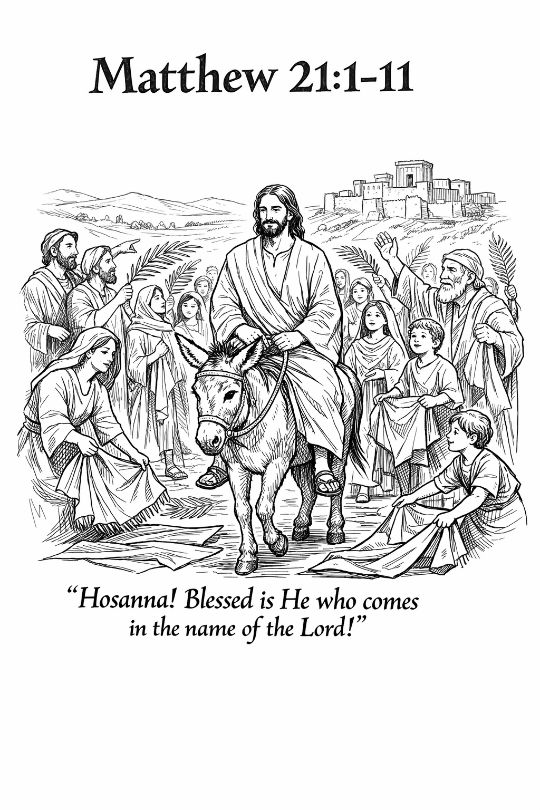 Matthew 21:1-11
“Hosanna! Blessed is He who comes
in the name of the Lord!”